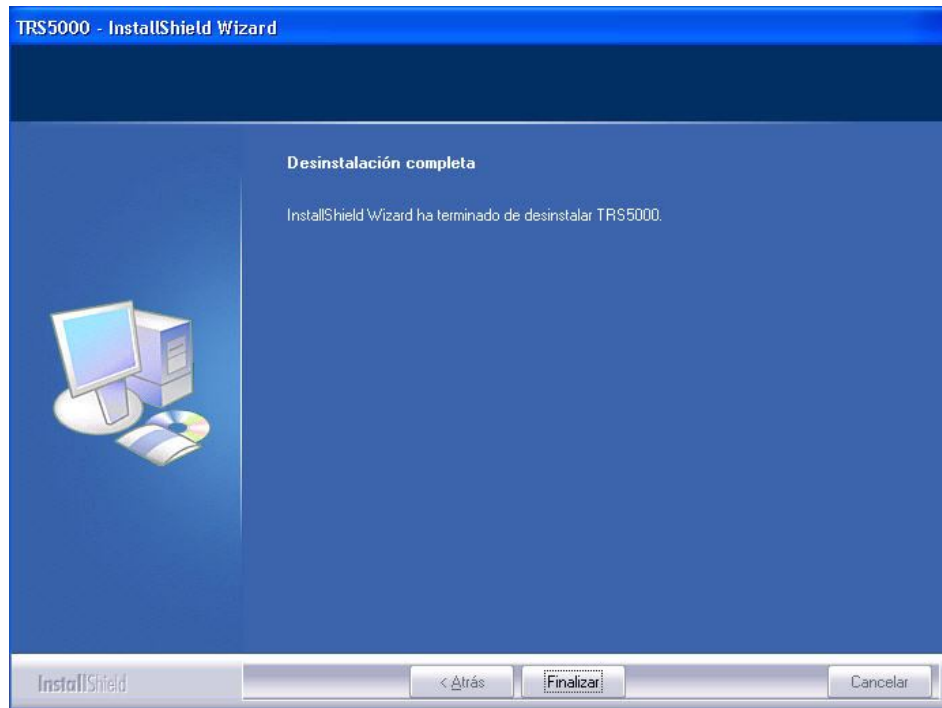 TRS5000 - InstallShield Wizard
Desinstalación completa
InstallShield Wizard ha terminado de desinstalar TRS5000.
InstallShield
< Atrás
Finalizar
Cancelar